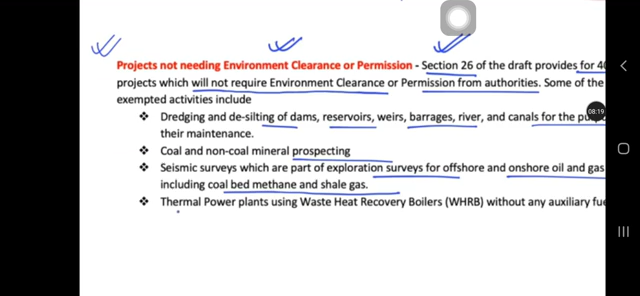 Projects not needing Environment Clearance or Permission - Section 26 of the draft provides for 4
projects which will not require Environment Clearance or Permission from authorities. Some of the
exempted activities include
❖ Dredging and de-silting of dams, reservoirs, weirs, barrages, river, and canals for the
08:19
their maintenance.
❖ Coal and non-coal mineral prospecting
❖ Seismic surveys which are part of exploration surveys for offshore and onshore oil and gas
including coal bed methane and shale gas.
❖ Thermal Power plants using Waste Heat Recovery Boilers (WHRB) without any auxiliary